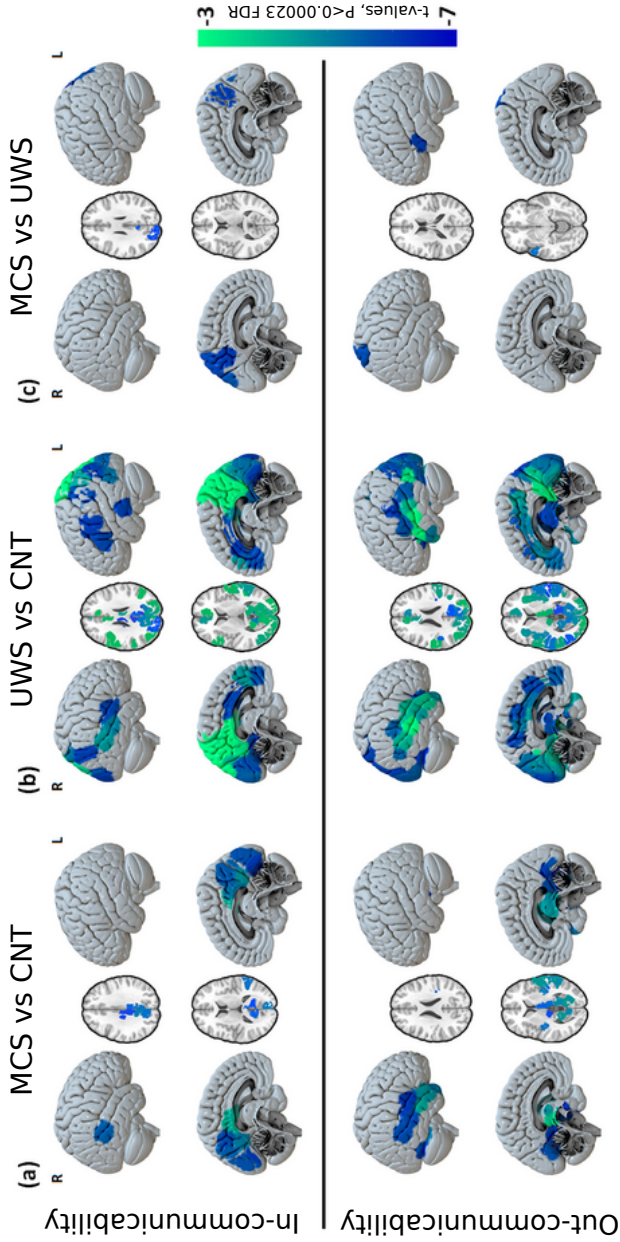 MCS vs CNT
UWS vs CNT
MCS vs UWS
(a)
(b)
(c)
R
L
R
L
R
L
In-communicability
Out-communicability
-3
t-values, P<0.00023 FDR
-7